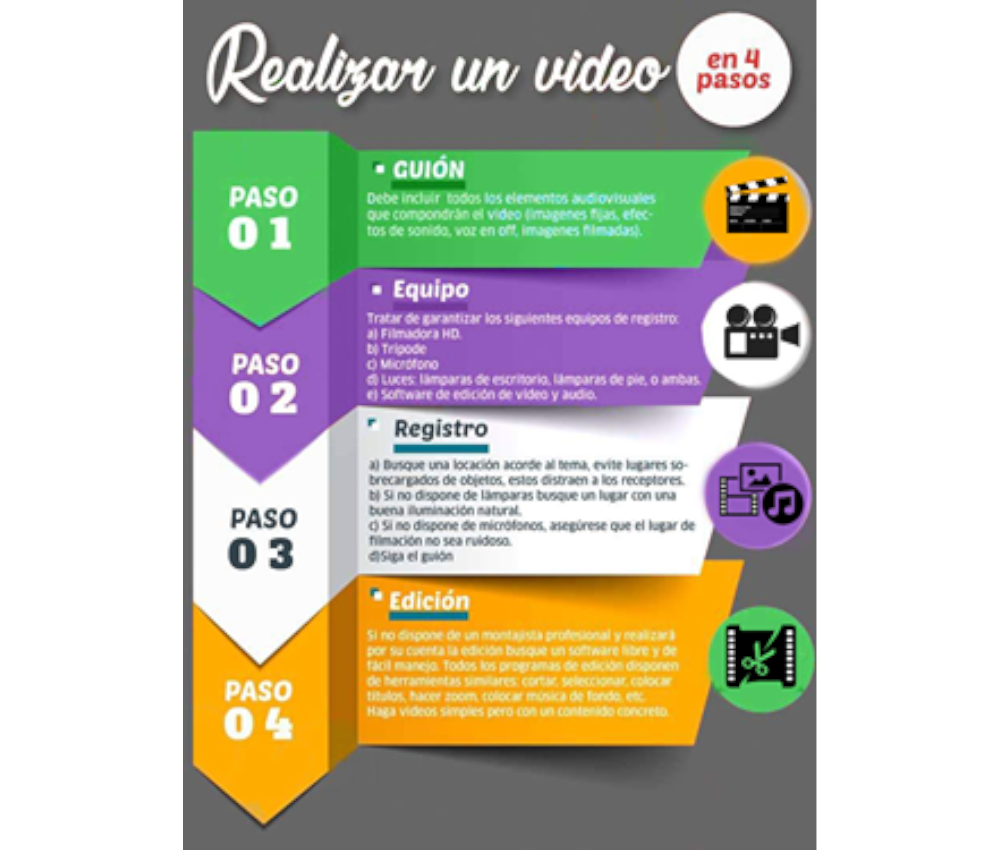 Realizar un video
en 4
pasos
PASO
01
GUIÓN
Debe incluir todos los elementos audiovisuales
que compondrán el video (imagenes fijas, efec-
tos de sonido, voz en off, imagenes filmadas).
PASO
02
Equipo
Tratar de garantizar los siguientes equipos de registro:
a) Filmadora HD.
b) Trípode
c) Micrófono
d) Luces: lámparas de escritorio, lámparas de pie, o ambas.
e) Software de edición de video y audio.
PASO
03
Registro
a) Busque una locación acorde al tema, evite lugares so-
brecargados de objetos, estos distraen a los receptores.
b) Si no dispone de lámparas busque un lugar con una
buena iluminación natural.
c) Si no dispone de micrófonos, asegúrese que el lugar de
filmación no sea ruidoso.
d)Siga el guión
PASO
04
Edición
Si no dispone de un montajista profesional y realizará
por su cuenta la edición busque un software libre y de
fácil manejo. Todos los programas de edición disponen
de herramientas similares: cortar, seleccionar, colocar
títulos, hacer zoom, colocar música de fondo, etc.
Haga videos simples pero con un contenido concreto.